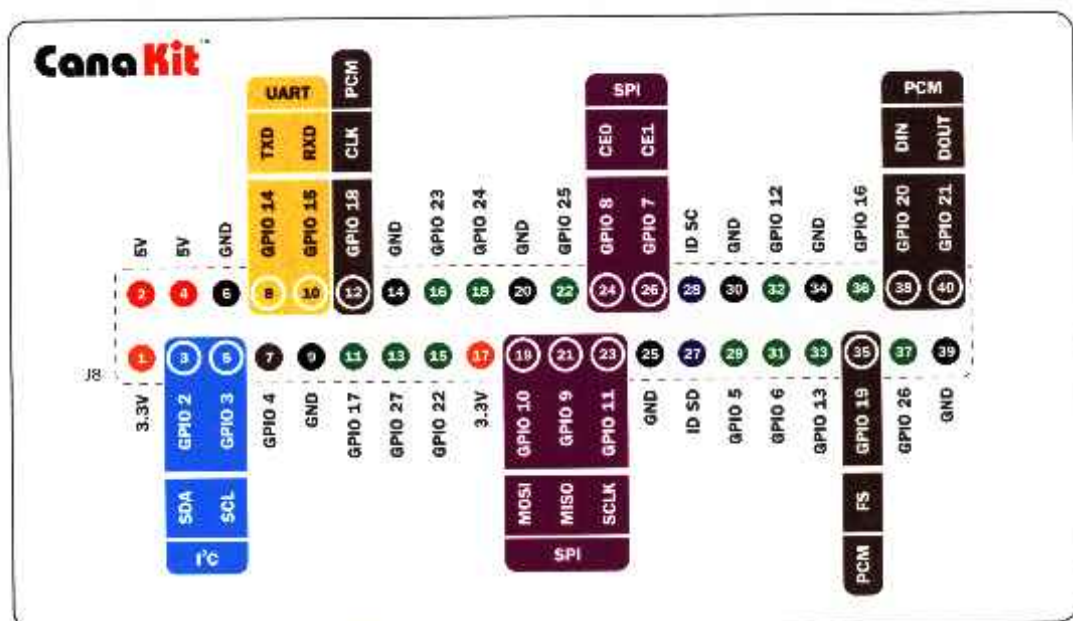 CanaKit™
UART
PCM
SPI
PCM
TXD
RXD
CLK
CE0
CE1
DIN
DOUT
5V
5V
GND
GPIO 14
GPIO 15
GPIO 18
GND
GPIO 23
GPIO 24
GND
GPIO 25
GPIO 8
GPIO 7
ID SC
GND
GPIO 12
GND
GPIO 16
GPIO 20
GPIO 21
2 4 6 8 10 12 14 16 18 20 22 24 26 28 30 32 34 36 38 40
1 3 5 7 9 11 13 15 17 19 21 23 25 27 29 31 33 35 37 39
J8
3.3V
GPIO 2
GPIO 3
GPIO 4
GND
GPIO 17
GPIO 27
GPIO 22
3.3V
GPIO 10
GPIO 9
GPIO 11
GND
ID SD
GPIO 5
GPIO 6
GPIO 13
GPIO 19
GPIO 26
GND
SDA
SCL
MOSI
MISO
SCLK
FS
I²C
SPI
PCM